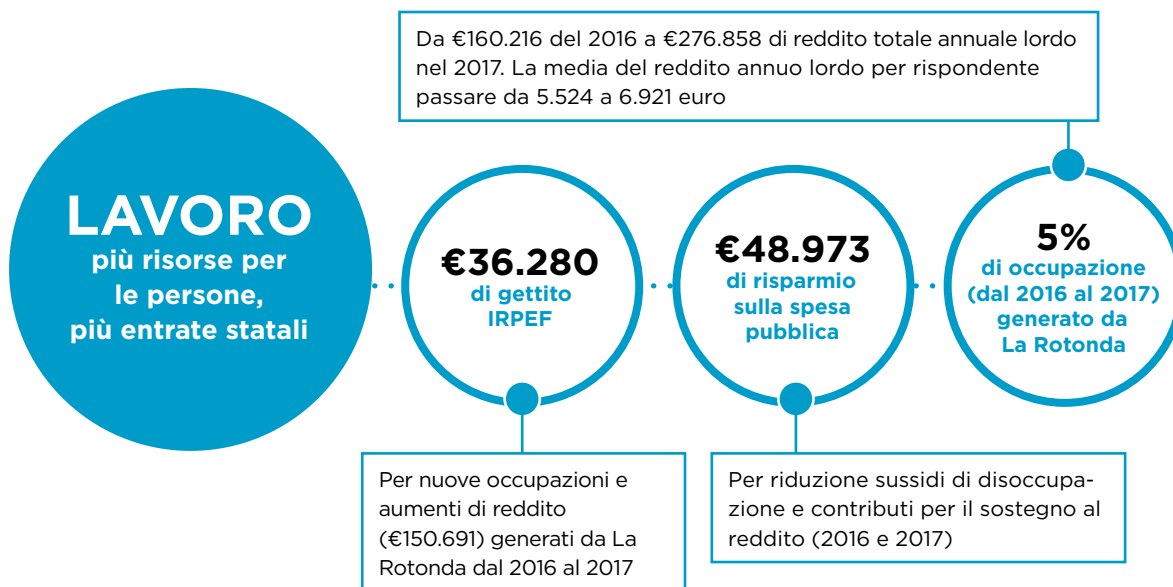 Da €160.216 del 2016 a €276.858 di reddito totale annuale lordo
nel 2017. La media del reddito annuo lordo per rispondente
passare da 5.524 a 6.921 euro
LAVORO
più risorse per
le persone,
più entrate statali
€36.280
di gettito
IRPEF
€48.973
di risparmio
sulla spesa
pubblica
5%
di occupazione
(dal 2016 al 2017)
generato da
La Rotonda
Per nuove occupazioni e
aumenti di reddito
(€150.691) generati da La
Rotonda dal 2016 al 2017
Per riduzione sussidi di disoccupa-
zione e contributi per il sostegno al
reddito (2016 e 2017)